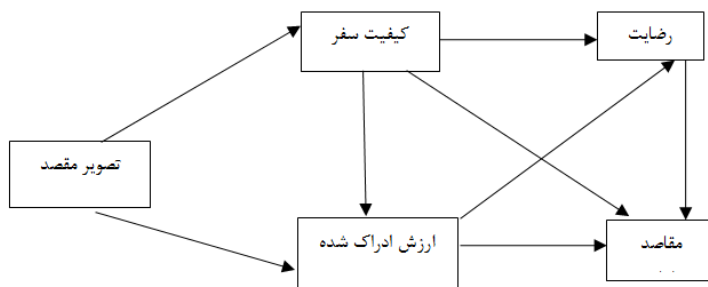 کیفیت سفر
رضایت
تصویر مقصد
ارزش ادراک شده
مقاصد